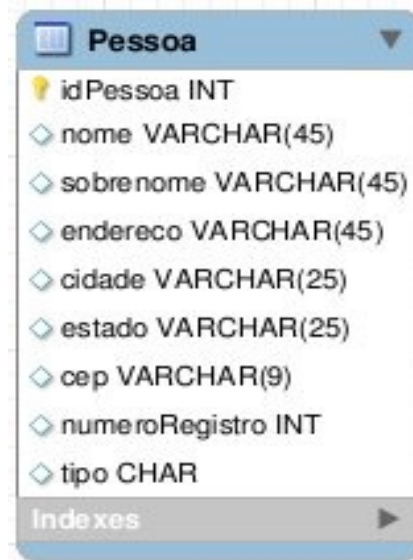 Pessoa
idPessoa INT
nome VARCHAR(45)
sobrenome VARCHAR(45)
endereco VARCHAR(45)
cidade VARCHAR(25)
estado VARCHAR(25)
cep VARCHAR(9)
numeroRegistro INT
tipo CHAR
Indexes